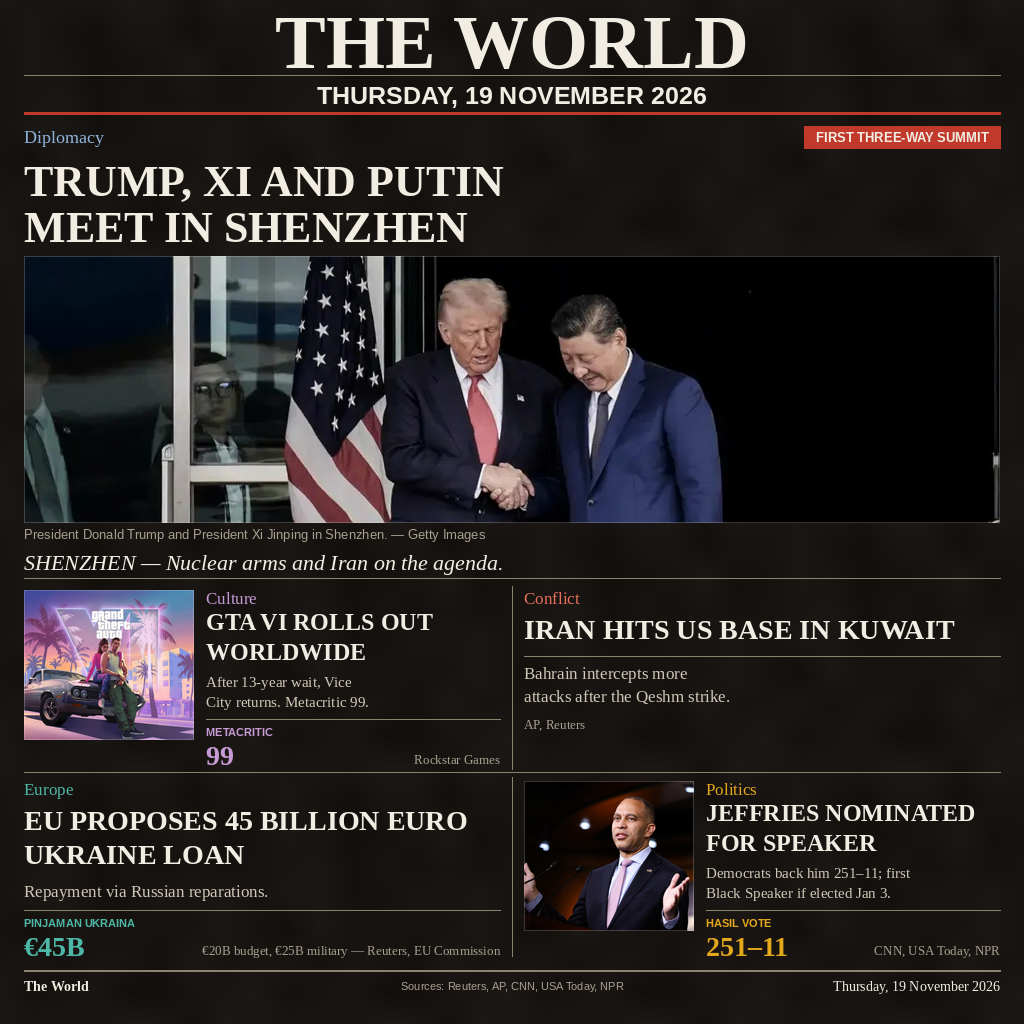 THE WORLD
THURSDAY, 19 NOVEMBER 2026
Diplomacy
FIRST THREE-WAY SUMMIT
TRUMP, XI AND PUTIN
MEET IN SHENZHEN
President Donald Trump and President Xi Jinping in Shenzhen. — Getty Images
SHENZHEN — Nuclear arms and Iran on the agenda.
grand
theft
auto
Culture
GTA VI ROLLS OUT
WORLDWIDE
After 13-year wait, Vice
City returns. Metacritic 99.
METACRITIC
99
Rockstar Games
Conflict
IRAN HITS US BASE IN KUWAIT
Bahrain intercepts more
attacks after the Qeshm strike.
AP, Reuters
Europe
EU PROPOSES 45 BILLION EURO
UKRAINE LOAN
Repayment via Russian reparations.
PINJAMAN UKRAINA
€45B
€20B budget, €25B military — Reuters, EU Commission
Politics
JEFFRIES NOMINATED
FOR SPEAKER
Democrats back him 251–11; first
Black Speaker if elected Jan 3.
HASIL VOTE
251–11
CNN, USA Today, NPR
The World
Sources: Reuters, AP, CNN, USA Today, NPR
Thursday, 19 November 2026